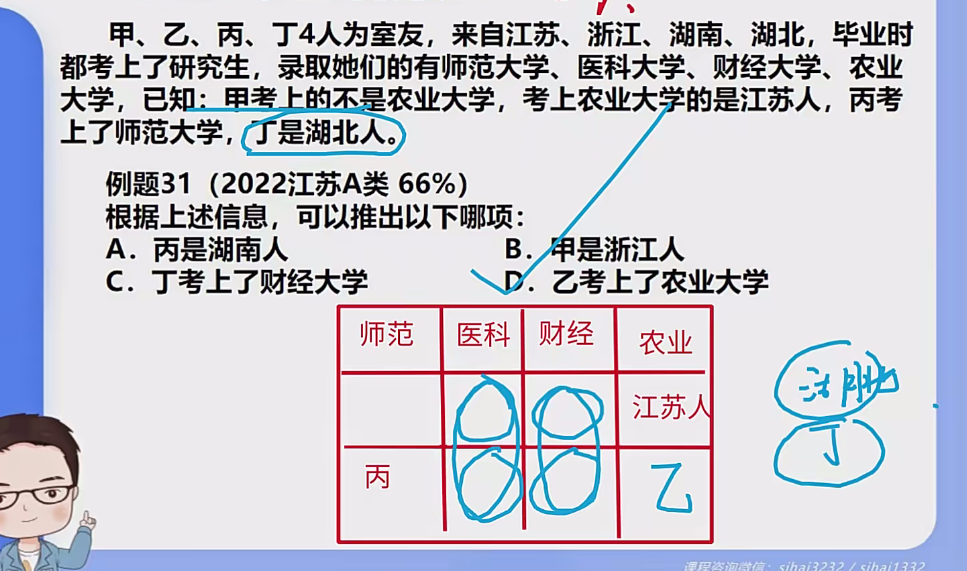 甲、乙、丙、丁4人为室友，来自江苏、浙江、湖南、湖北，毕业时
都考上了研究生，录取她们的有师范大学、医科大学、财经大学、农业
大学，已知：甲考上的不是农业大学，考上农业大学的是江苏人，丙考
上了师范大学，丁是湖北人。
例题31（2022江苏A类 66%）
根据上述信息，可以推出以下哪项：
A．丙是湖南人 B．甲是浙江人
C．丁考上了财经大学 D．乙考上了农业大学
师范 医科 财经 农业
江苏人
湖北
丁
丙 乙
课程咨询微信：sihai3232 / sihai1332